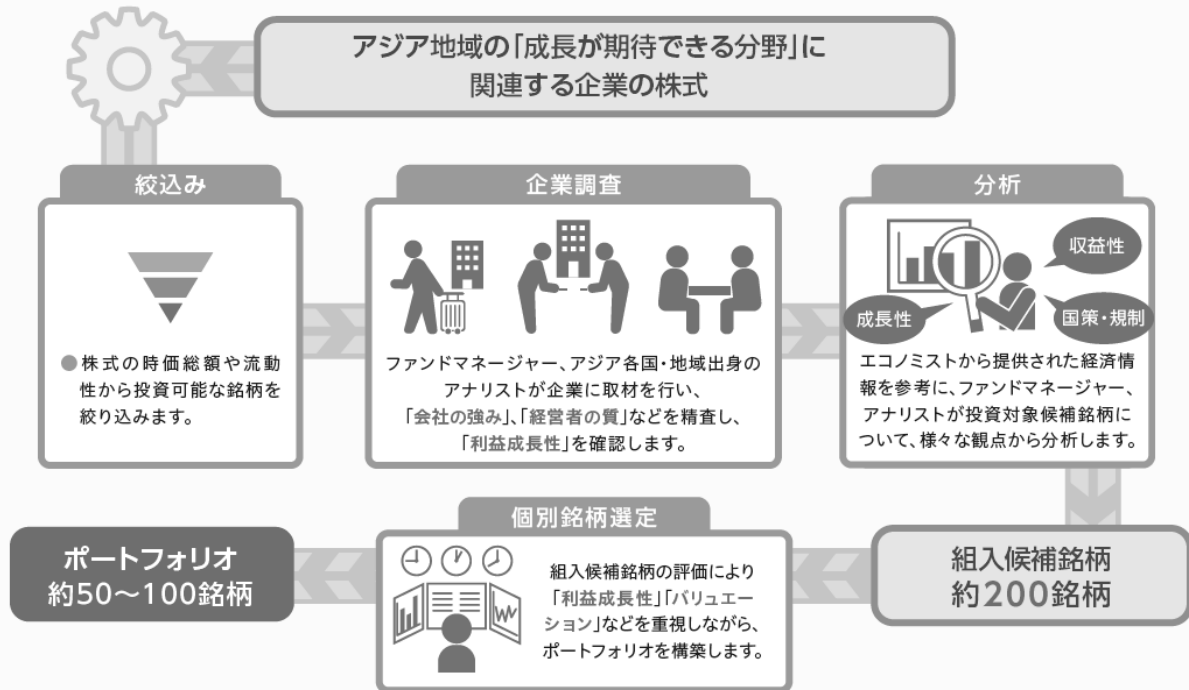 アジア地域の「成長が期待できる分野」に
関連する企業の株式
絞込み
●株式の時価総額や流動
性から投資可能な銘柄を
絞り込みます。
企業調査
ファンドマネージャー、アジア各国・地域出身の
アナリストが企業に取材を行い、
「会社の強み」、「経営者の質」などを精査し、
「利益成長性」を確認します。
分析
収益性
成長性
国策・規制
エコノミストから提供された経済情
報を参考に、ファンドマネージャー、
アナリストが投資対象候補銘柄に
ついて、様々な観点から分析します。
組入候補銘柄
約200銘柄
個別銘柄選定
組入候補銘柄の評価により
「利益成長性」「バリュエー
ション」などを重視しながら、
ポートフォリオを構築します。
ポートフォリオ
約50~100銘柄